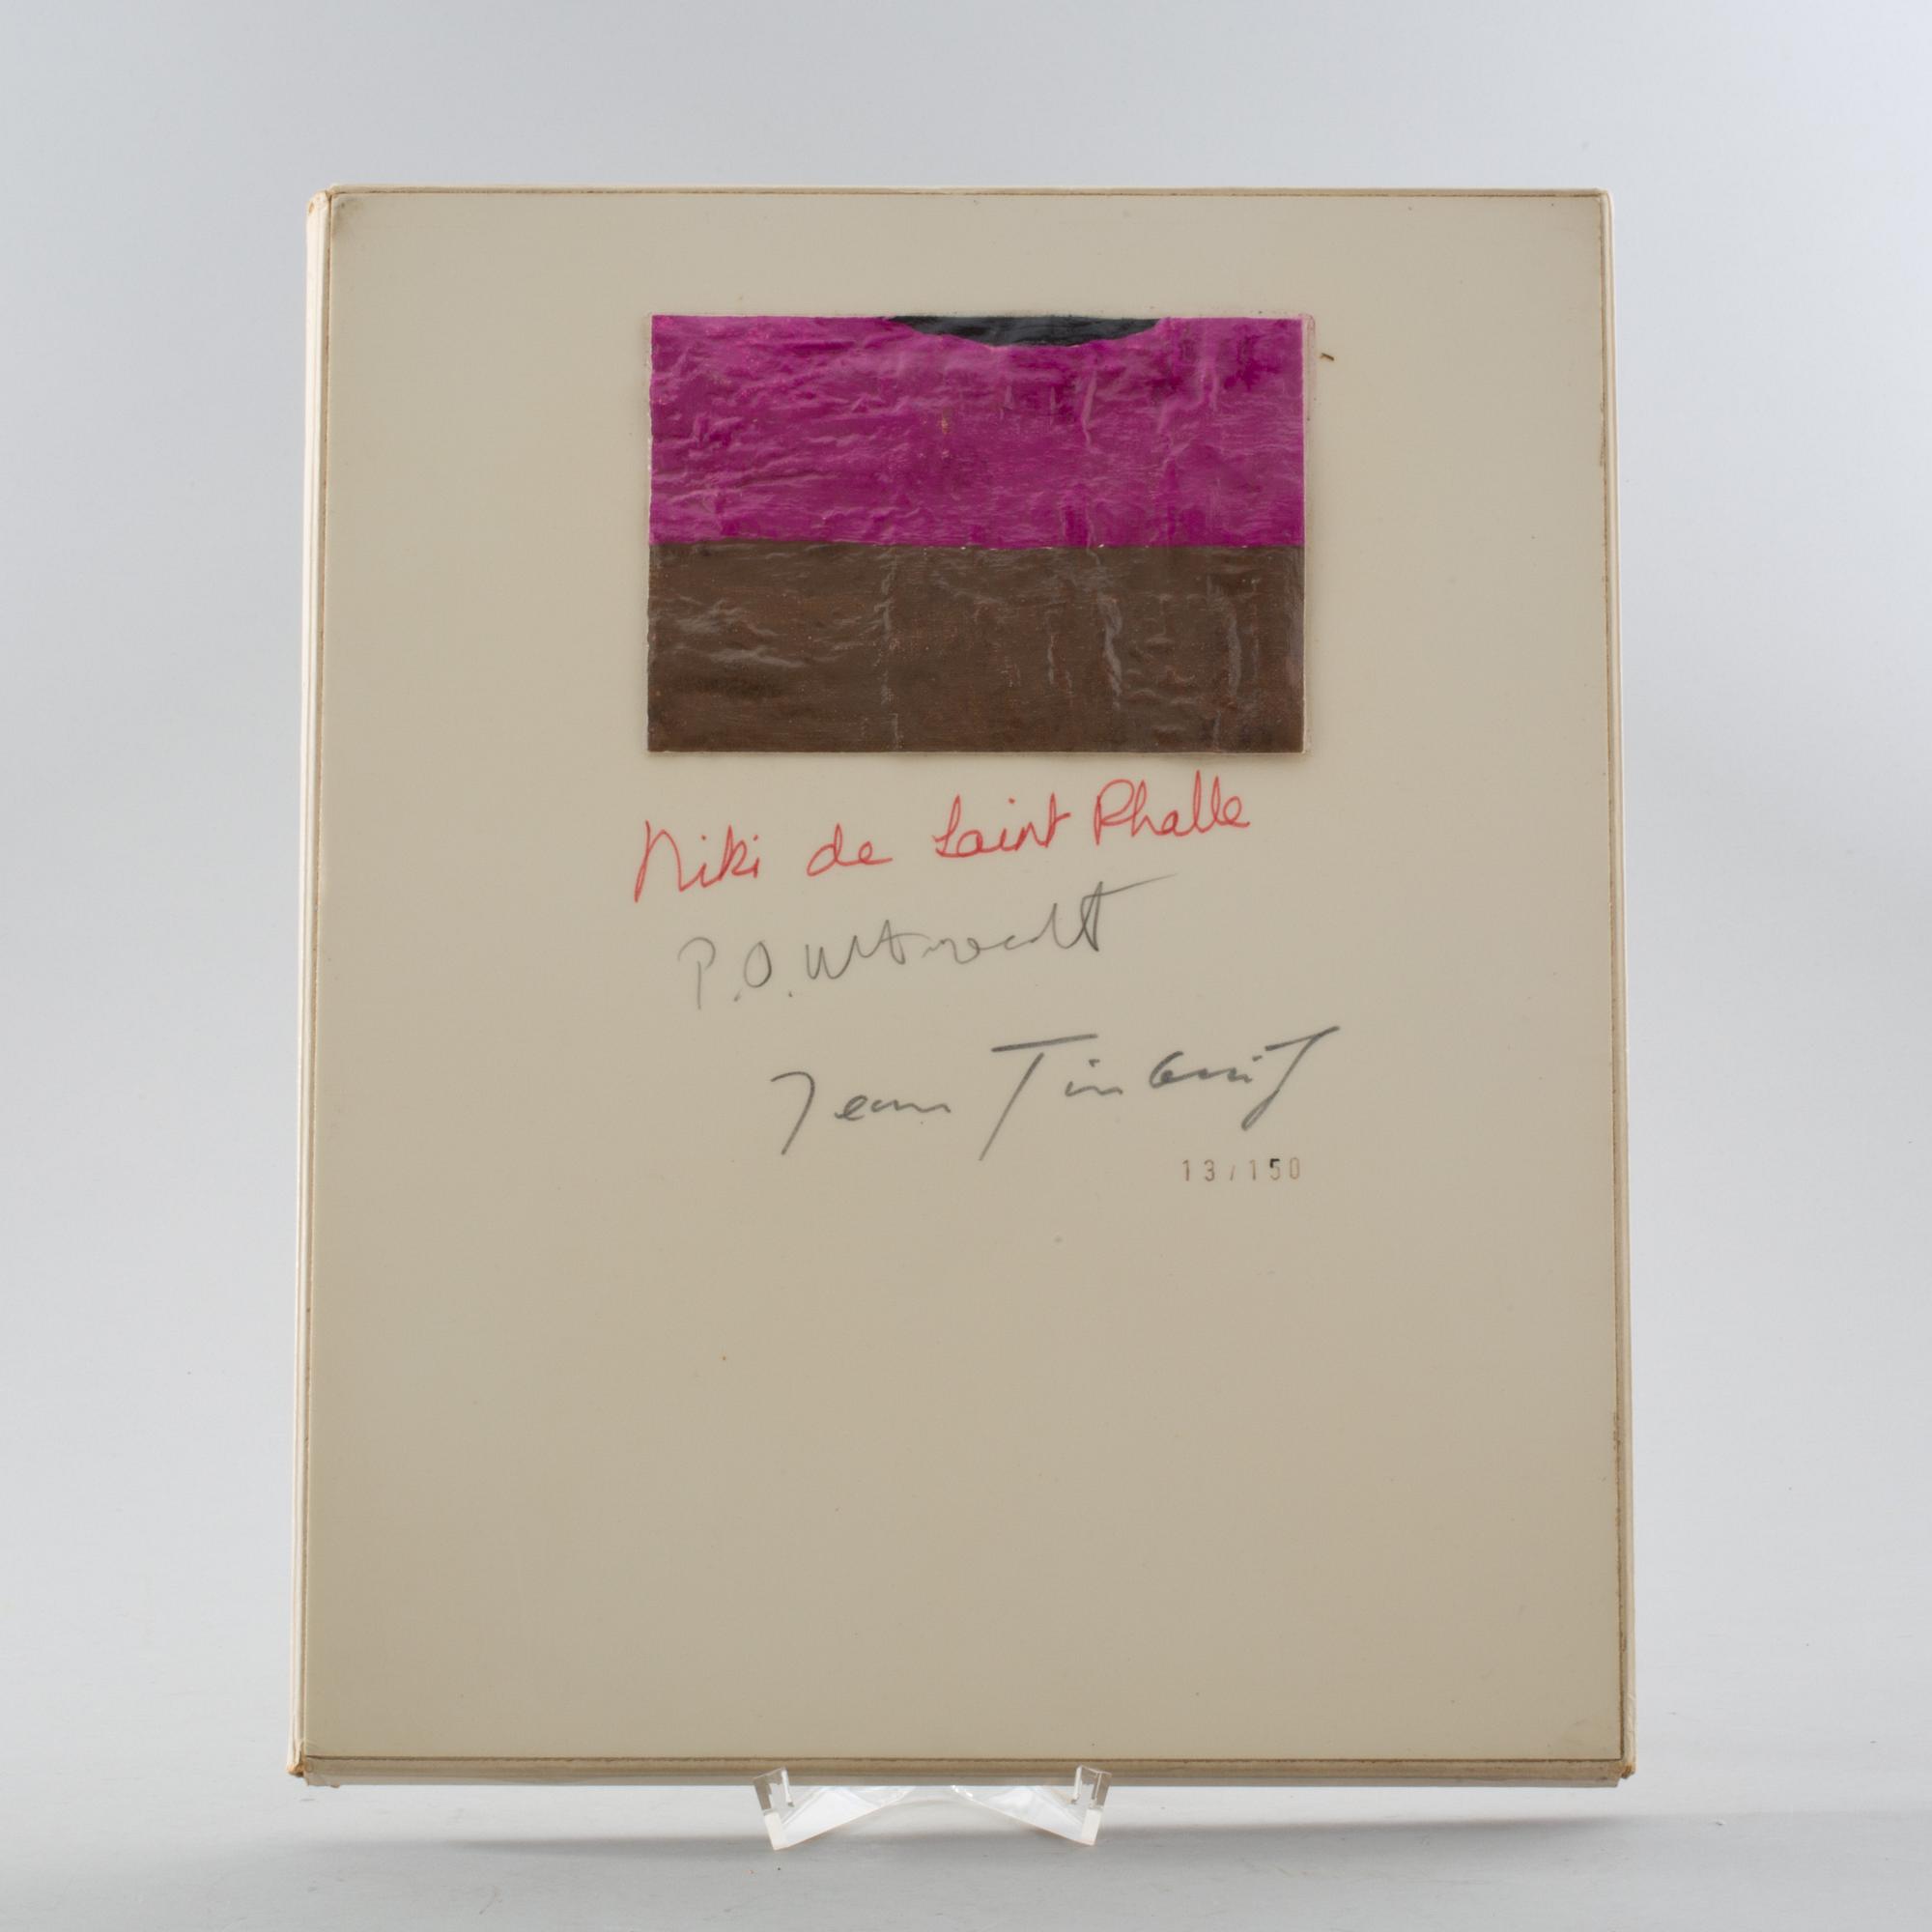 Niki de Saint Phalle
P.O. Ultvedt
Jean Tinguely
13/150